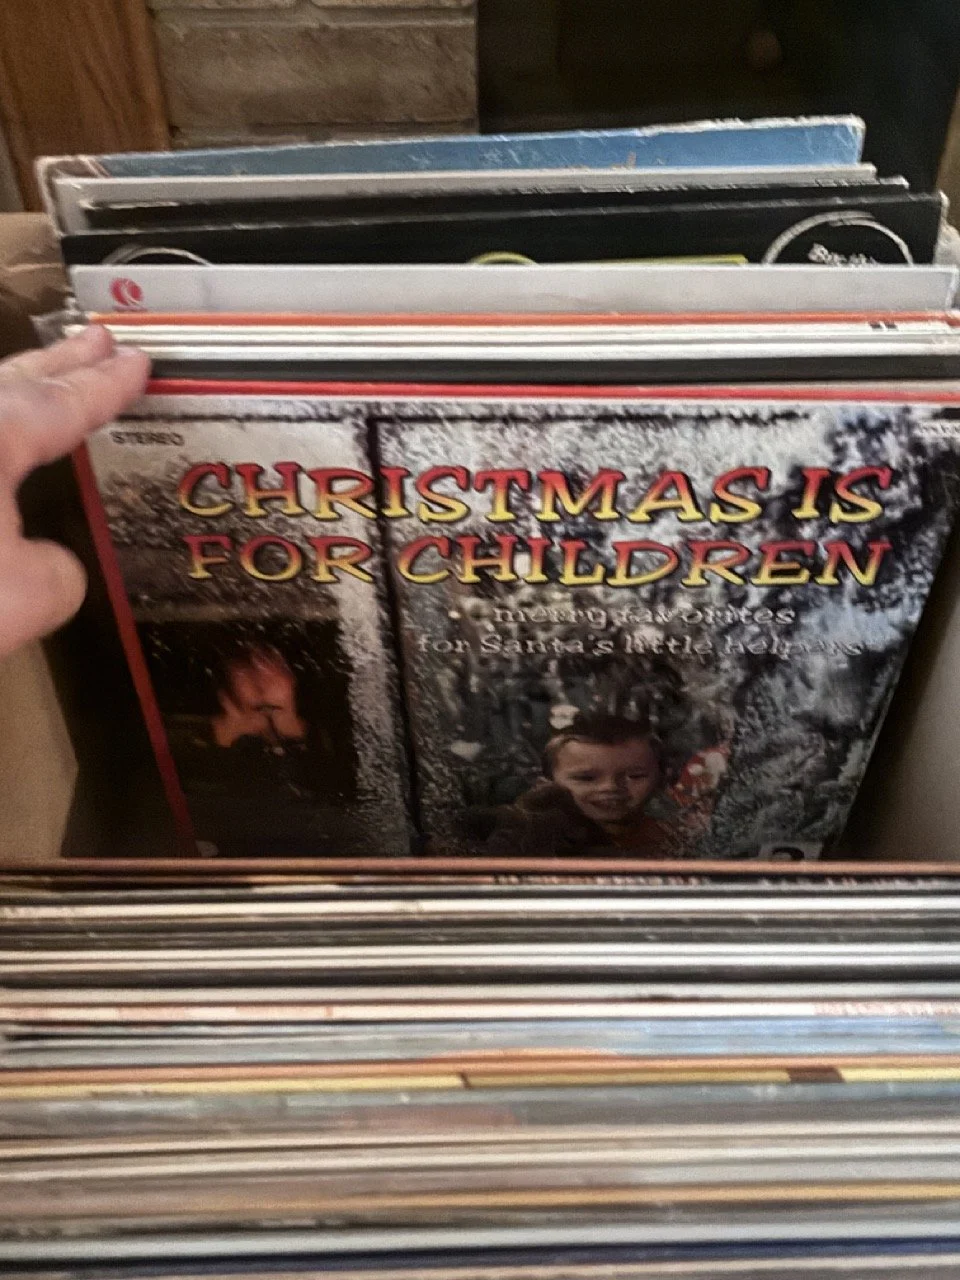 STEREO
CHRISTMAS IS
FOR CHILDREN
merry favorites
for Santa's little helpers